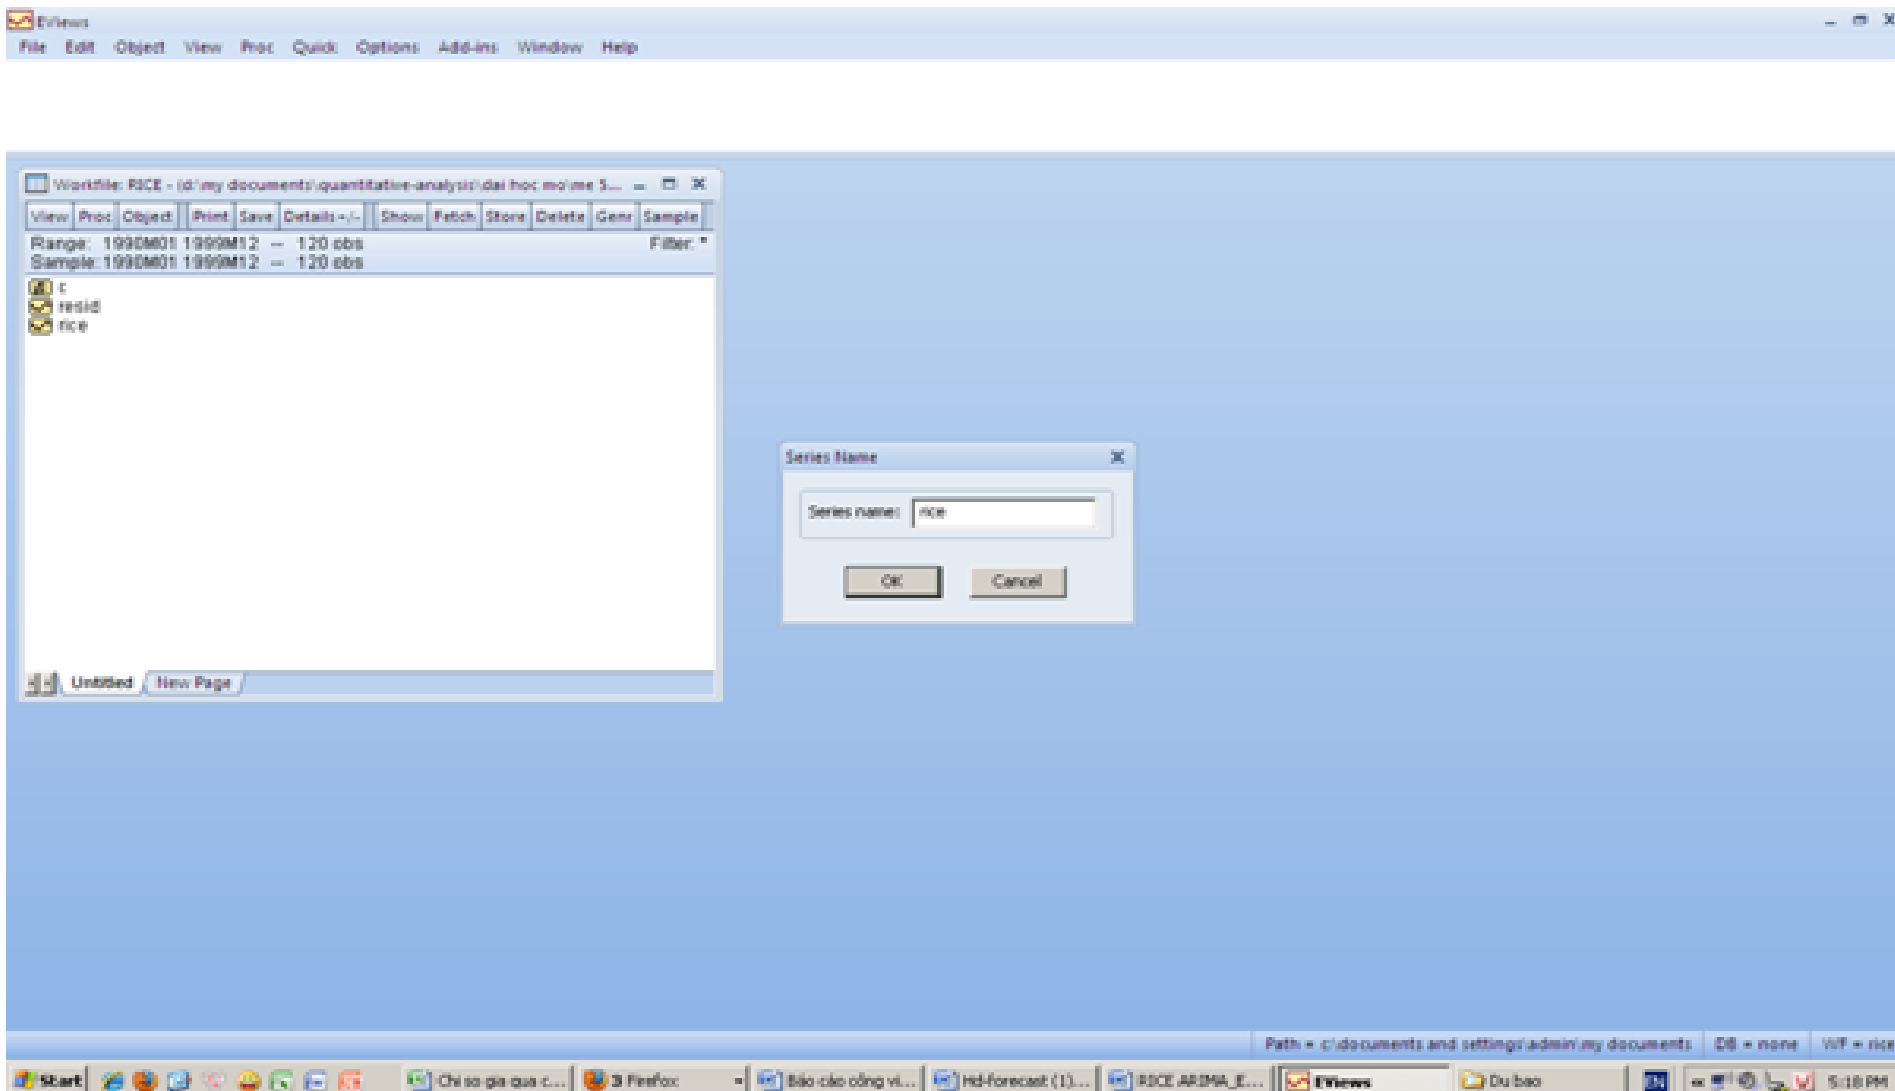 EViews
File Edit Object View Proc Quick Options Add-ins Window Help
Workfile: RICE - (d:\my documents\quantitative-analysis\dai hoc mo\me 5...
View Proc Object Print Save Details+/- Show Fetch Store Delete Genr Sample
Range: 1990M01 1999M12 -- 120 obs Filter: *
Sample: 1990M01 1999M12 -- 120 obs
c
resid
rice
Series Name
Series name: rice
OK Cancel
Untitled New Page
Path = c:\documents and settings\admin\my documents DB = none WF = rice
Start Chi so gia qua c... 3 Firefox Báo cáo công vi... Hd-forecast (1)... RICE ARIMA_E... EViews Du bao EN 5:18 PM